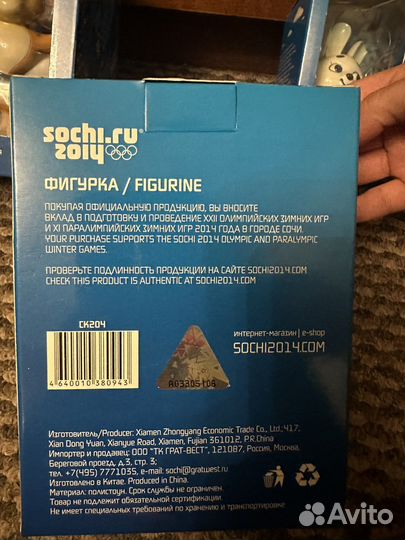 sochi.ru
2014
ФИГУРКА / FIGURINE
ПОКУПАЯ ОФИЦИАЛЬНУЮ ПРОДУКЦИЮ, ВЫ ВНОСИТЕ
ВКЛАД В ПОДГОТОВКУ И ПРОВЕДЕНИЕ XXII ОЛИМПИЙСКИХ ЗИМНИХ ИГР
И XI ПАРАЛИМПИЙСКИХ ЗИМНИХ ИГР 2014 ГОДА В ГОРОДЕ СОЧИ.
YOUR PURCHASE SUPPORTS THE SOCHI 2014 OLYMPIC AND PARALYMPIC
WINTER GAMES.
ПРОВЕРЬТЕ ПОДЛИННОСТЬ ПРОДУКЦИИ НА САЙТЕ SOCHI2014.COM
CHECK THIS PRODUCT IS AUTHENTIC AT SOCHI2014.COM
СК204
4640010380943
A03305106
интернет-магазин | e-shop
SOCHI2014.COM
Изготовитель/Producer: Xiamen Zhongyang Economic Trade Co., Ltd.,417,
Xian Dong Yuan, Xianyue Road, Xiamen, Fujian 361012, P.R.China
Импортер и продавец: ООО "ТК ГРАТ-ВЕСТ", 121087, Россия, Москва,
Береговой проезд, д.3, стр. 3;
тел. +7(495) 7771035, e-mail: sochi@gratwest.ru
Изготовлено в Китае. Produced in China.
Материал: полистоун. Срок службы не ограничен.
Товар не подлежит обязательной сертификации
Не имеет специальных требований по хранению и транспортировке
Avito